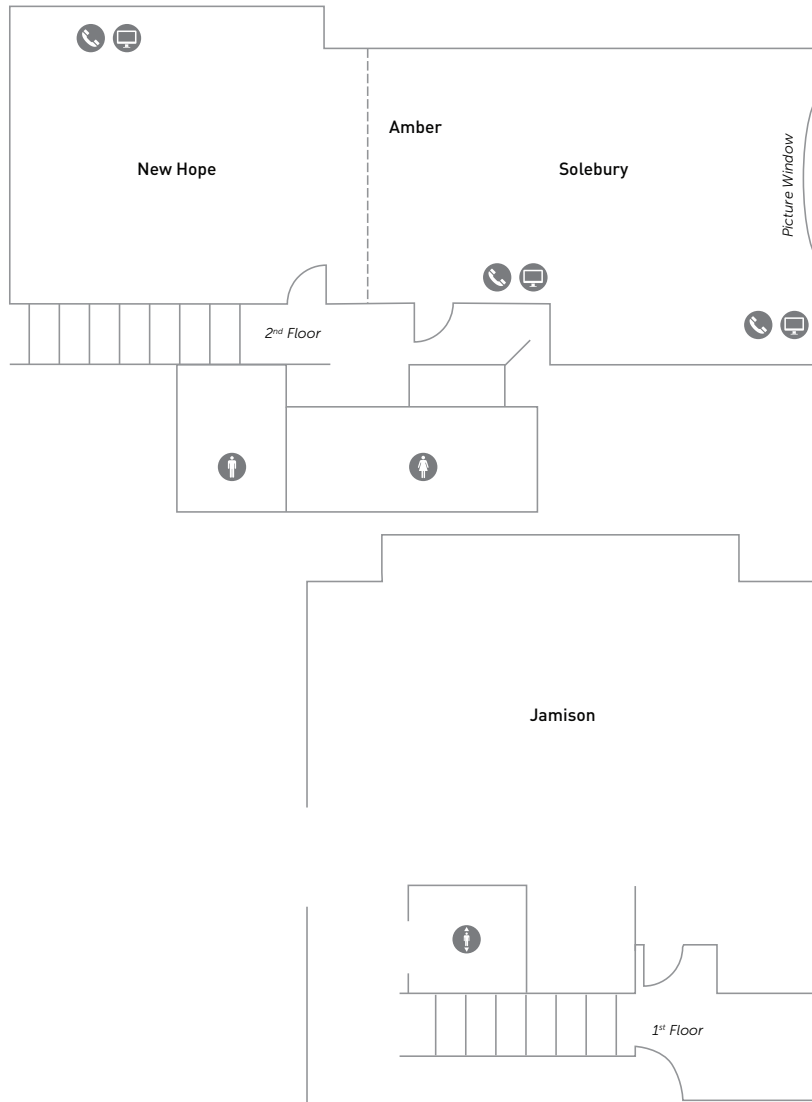 Amber
New Hope
Solebury
Picture Window
2nd Floor
Jamison
1st Floor